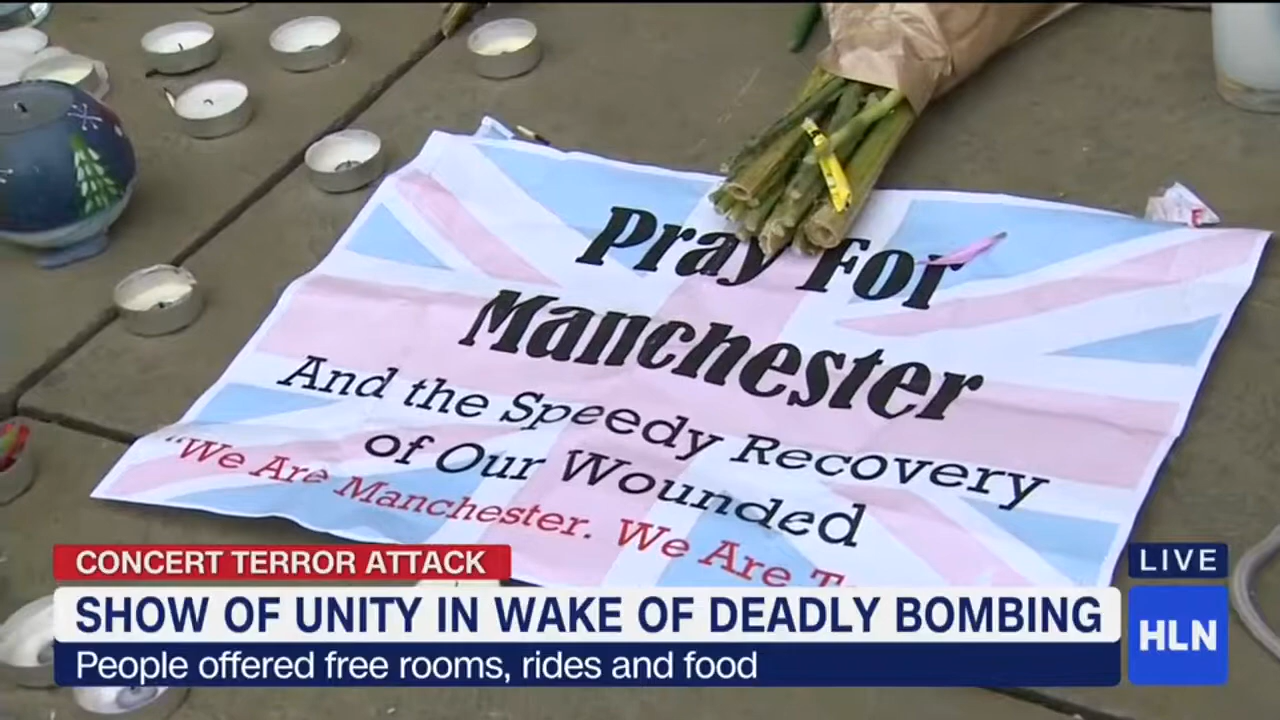 Pray For
Manchester
And the Speedy Recovery
of Our Wounded
"We Are Manchester. We Are
CONCERT TERROR ATTACK
SHOW OF UNITY IN WAKE OF DEADLY BOMBING
People offered free rooms, rides and food
LIVE
HLN